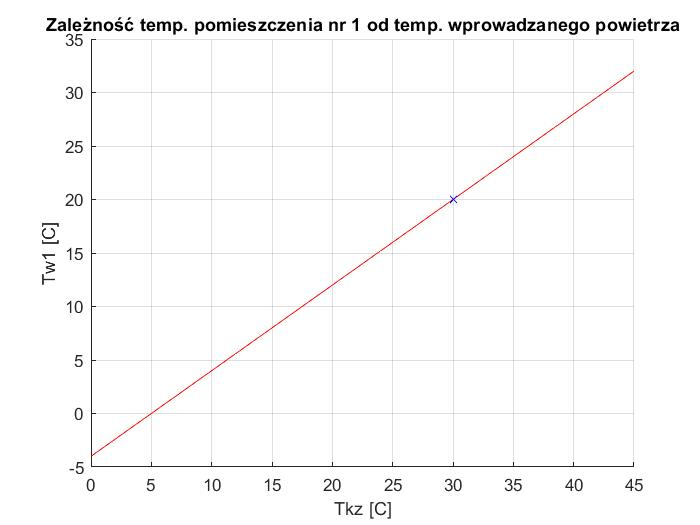 Zależność temp. pomieszczenia nr 1 od temp. wprowadzanego powietrza
35
30
25
20
15
10
5
0
-5
Tw1 [C]
0 5 10 15 20 25 30 35 40 45
Tkz [C]